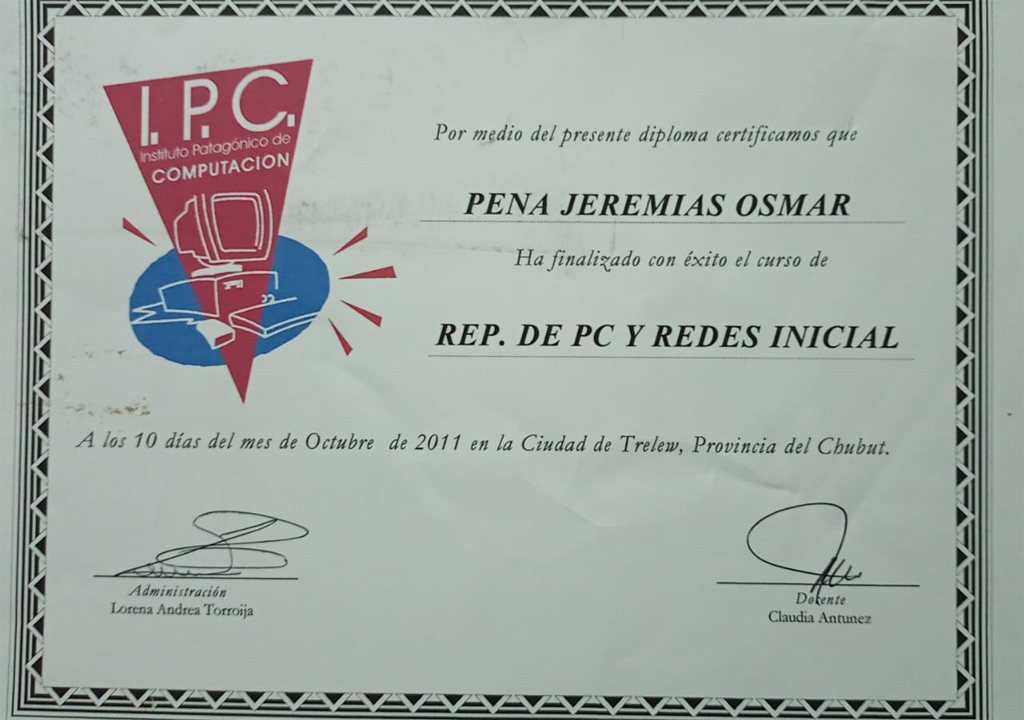 I.P.C.
Instituto Patagónico de
COMPUTACION
Por medio del presente diploma certificamos que
PENA JEREMIAS OSMAR
Ha finalizado con éxito el curso de
REP. DE PC Y REDES INICIAL
A los 10 días del mes de Octubre de 2011 en la Ciudad de Trelew, Provincia del Chubut.
Administración
Lorena Andrea Torroija
Docente
Claudia Antunez